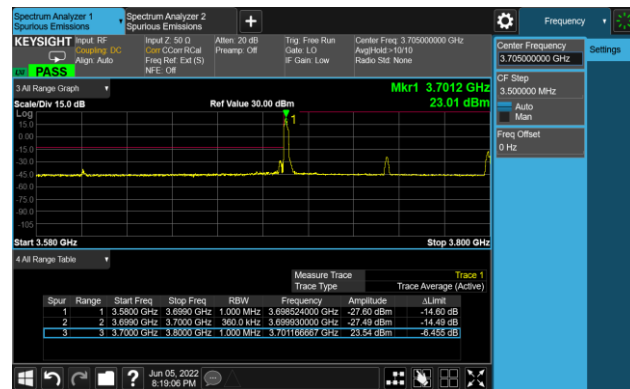 Spectrum Analyzer 1
Spurious Emissions
Spectrum Analyzer 2
Spurious Emissions
Frequency
KEYSIGHT
Input: RF
Coupling: DC
Align: Auto
Input Z: 50 Ω
Corr CCorr RCal
Freq Ref: Ext (S)
NFE: Off
Atten: 20 dB
Preamp: Off
Trig: Free Run
Gate: LO
IF Gain: Low
Center Freq: 3.705000000 GHz
Avg|Hold:>10/10
Radio Std: None
PASS
Center Frequency
3.705000000 GHz
Settings
CF Step
3.500000 MHz
Auto
Man
Freq Offset
0 Hz
3 All Range Graph
Mkr1 3.7012 GHz
Scale/Div 15.0 dB
Ref Value 30.00 dBm
23.01 dBm
Log
15.0
0.00
-15.0
-30.0
-45.0
-60.0
-75.0
-90.0
-105
1
Start 3.580 GHz
Stop 3.800 GHz
4 All Range Table
Measure Trace Trace 1
Trace Type Trace Average (Active)
Spur Range Start Freq Stop Freq RBW Frequency Amplitude ΔLimit
1 1 3.5800 GHz 3.6990 GHz 1.000 MHz 3.698524000 GHz -27.60 dBm -14.60 dB
2 2 3.6990 GHz 3.7000 GHz 360.0 kHz 3.699930000 GHz -27.49 dBm -14.49 dB
3 3 3.7000 GHz 3.8000 GHz 1.000 MHz 3.701166667 GHz 23.54 dBm -6.455 dB
Jun 05, 2022
8:19:06 PM